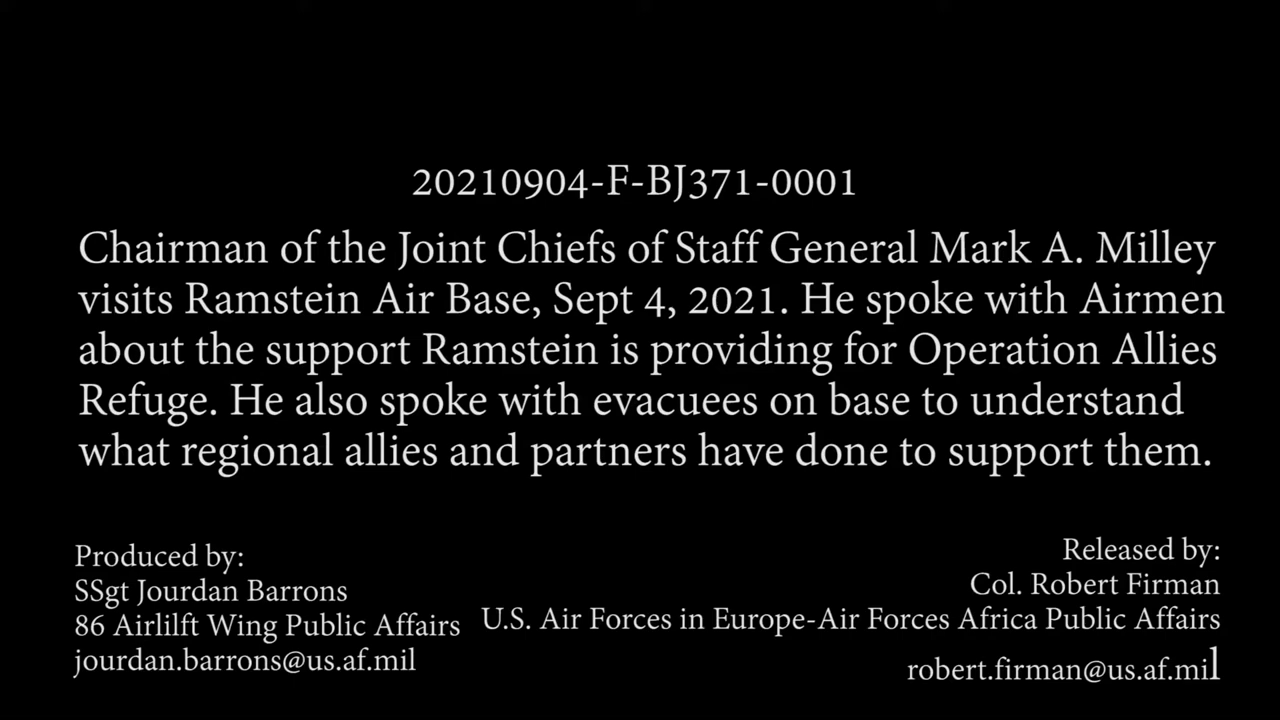 20210904-F-BJ371-0001
Chairman of the Joint Chiefs of Staff General Mark A. Milley
visits Ramstein Air Base, Sept 4, 2021. He spoke with Airmen
about the support Ramstein is providing for Operation Allies
Refuge. He also spoke with evacuees on base to understand
what regional allies and partners have done to support them.
Produced by:
SSgt Jourdan Barrons
86 Airlilft Wing Public Affairs
jourdan.barrons@us.af.mil
Released by:
Col. Robert Firman
U.S. Air Forces in Europe-Air Forces Africa Public Affairs
robert.firman@us.af.mil